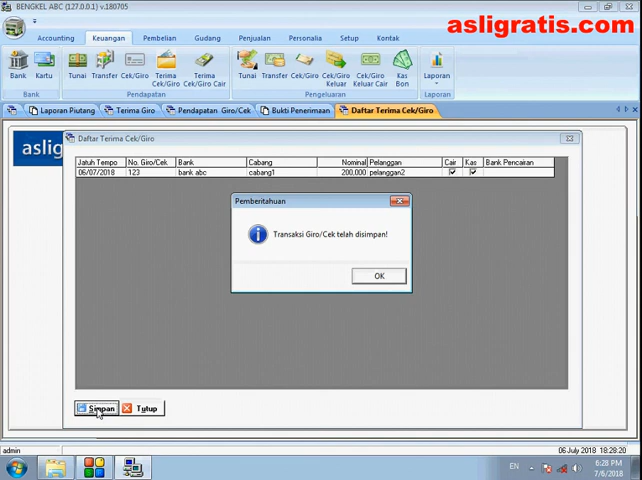 BENGKEL ABC (127.0.0.1) v.180705
asligratis.com
Accounting Keuangan Pembelian Gudang Penjualan Personalia Setup Kontak
Bank Kartu Tunai Transfer Cek/Giro Terima Cek/Giro Terima Cek/Giro Cair Tunai Transfer Cek/Giro Cek/Giro Keluar Cek/Giro Keluar Cair Kas Bon Laporan
Bank Pendapatan Pengeluaran Laporan
Laporan Piutang Terima Giro Pendapatan Giro/Cek Bukti Penerimaan Daftar Terima Cek/Giro
aslig
Daftar Terima Cek/Giro
Jatuh Tempo No. Giro/Cek Bank Cabang Nominal Pelanggan Cair Kas Bank Pencairan
06/07/2018 123 bank abc cabang1 200,000 pelanggan2
Pemberitahuan
Transaksi Giro/Cek telah disimpan!
OK
Simpan Tutup
admin 06 July 2018 18:28:20
EN 6:28 PM
7/6/2018